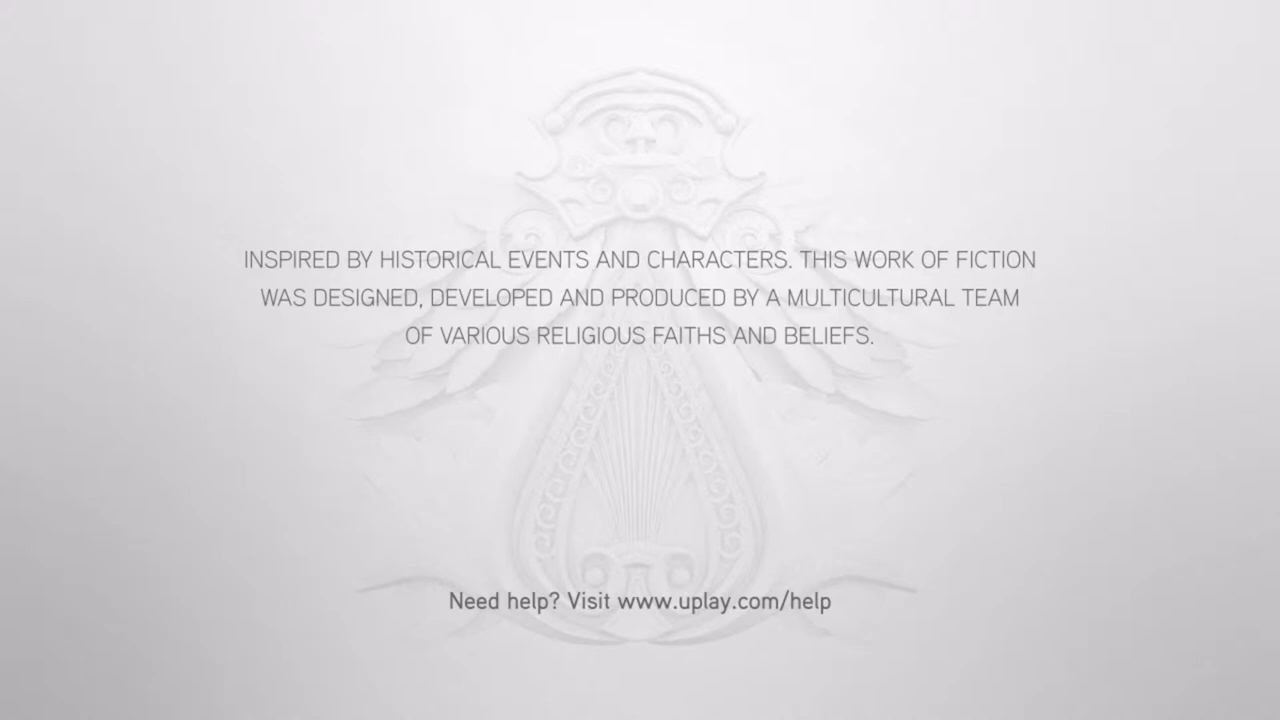 INSPIRED BY HISTORICAL EVENTS AND CHARACTERS. THIS WORK OF FICTION
WAS DESIGNED, DEVELOPED AND PRODUCED BY A MULTICULTURAL TEAM
OF VARIOUS RELIGIOUS FAITHS AND BELIEFS.
Need help? Visit www.uplay.com/help